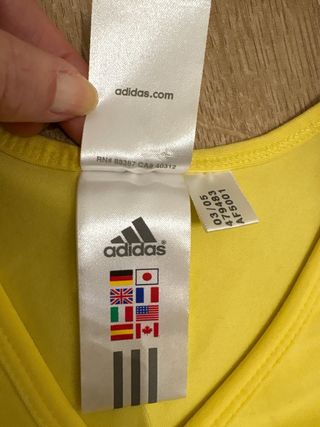 adidas.com
RN# 88387 CA# 40312
adidas®
03/05
479483
AF5001